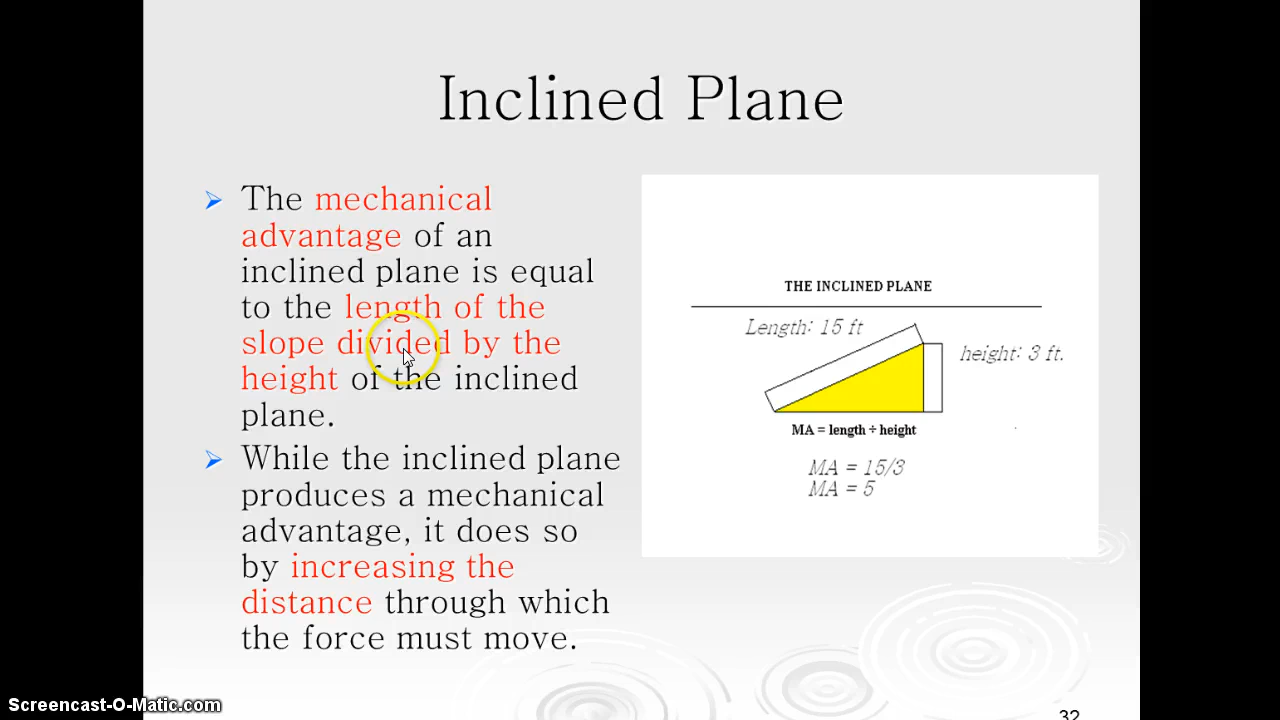 Inclined Plane
The mechanical
advantage of an
inclined plane is equal
to the length of the
slope divided by the
height of the inclined
plane.
While the inclined plane
produces a mechanical
advantage, it does so
by increasing the
distance through which
the force must move.
THE INCLINED PLANE
Length: 15 ft
height: 3 ft.
MA = length ÷ height
MA = 15/3
MA = 5
32
Screencast-O-Matic.com